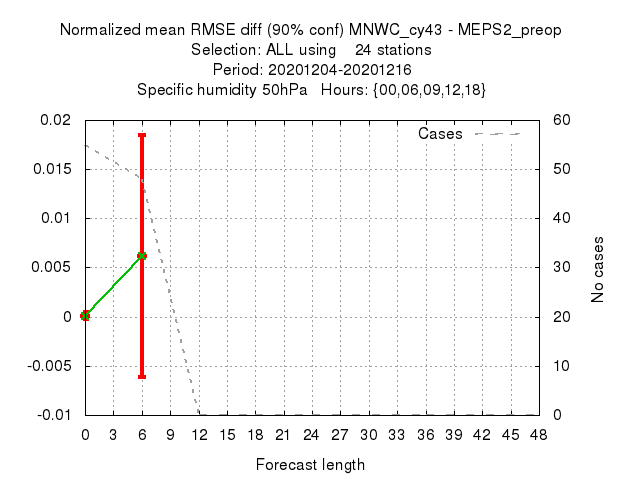 Normalized mean RMSE diff (90% conf) MNWC_cy43 - MEPS2_preop
Selection: ALL using    24 stations
Period: 20201204-20201216
Specific humidity 50hPa   Hours: {00,06,09,12,18}
0.02
0.015
0.01
0.005
0
-0.005
-0.01
Cases
60
50
40
30
20
10
0
No cases
0 3 6 9 12 15 18 21 24 27 30 33 36 39 42 45 48
Forecast length